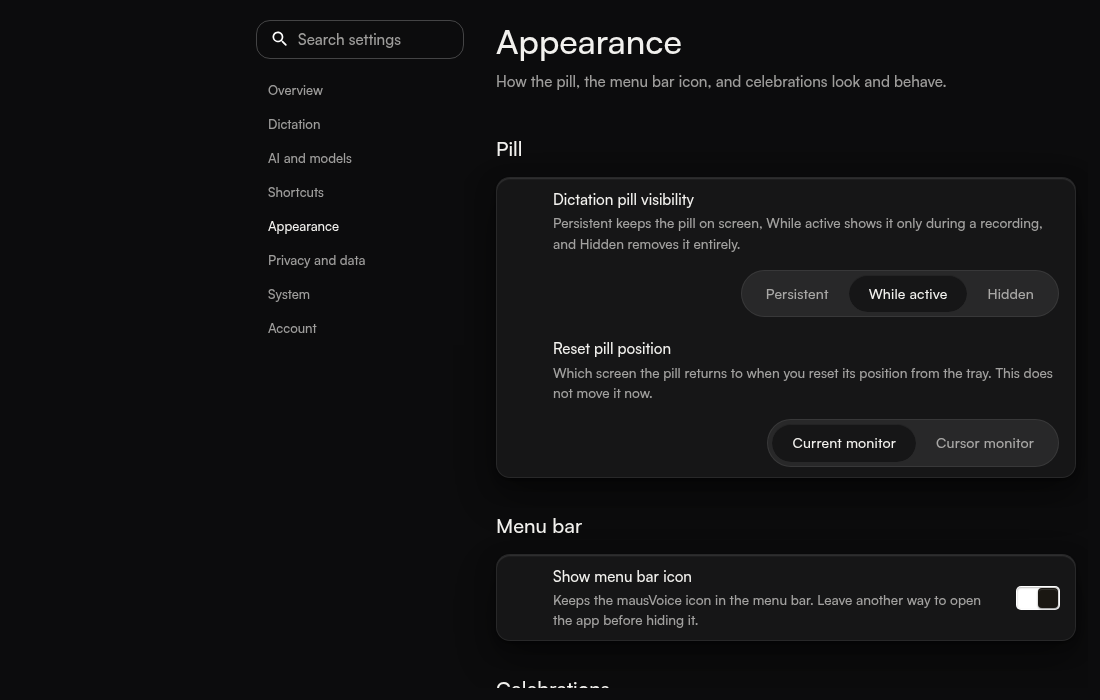 Search settings
Overview
Dictation
AI and models
Shortcuts
Appearance
Privacy and data
System
Account
Appearance
How the pill, the menu bar icon, and celebrations look and behave.
Pill
Dictation pill visibility
Persistent keeps the pill on screen, While active shows it only during a recording,
and Hidden removes it entirely.
Persistent While active Hidden
Reset pill position
Which screen the pill returns to when you reset its position from the tray. This does
not move it now.
Current monitor Cursor monitor
Menu bar
Show menu bar icon
Keeps the mausVoice icon in the menu bar. Leave another way to open
the app before hiding it.
Celebrations